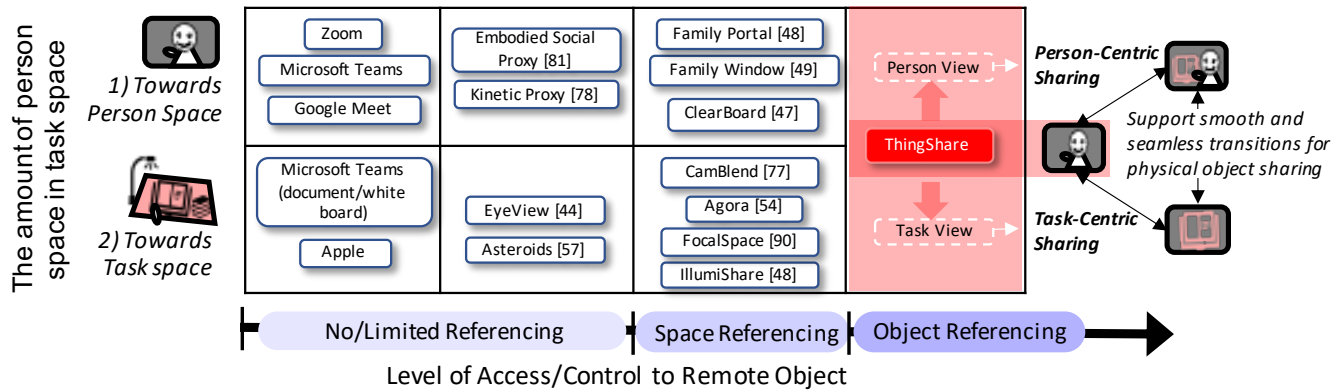 The amount of person
space in task space
1) Towards
Person Space
2) Towards
Task space
Zoom
Microsoft Teams
Google Meet
Embodied Social
Proxy [81]
Kinetic Proxy [78]
Family Portal [48]
Family Window [49]
ClearBoard [47]
Microsoft Teams
(document/white
board)
Apple
EyeView [44]
Asteroids [57]
CamBlend [77]
Agora [54]
FocalSpace [90]
IllumiShare [48]
Person View
ThingShare
Task View
Person-Centric
Sharing
Support smooth and
seamless transitions for
physical object sharing
Task-Centric
Sharing
No/Limited Referencing
Space Referencing
Object Referencing
Level of Access/Control to Remote Object